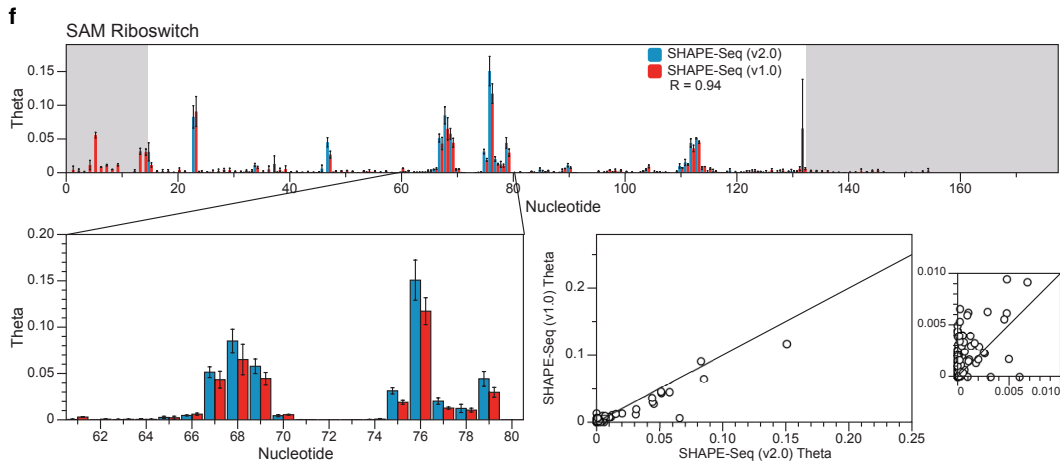 f
SAM Riboswitch
SHAPE-Seq (v2.0)
SHAPE-Seq (v1.0)
R = 0.94
Theta
0.15
0.10
0.05
0
0 20 40 60 80 100 120 140 160
Nucleotide
Theta
0.20
0.15
0.10
0.05
0.0
62 64 66 68 70 72 74 76 78 80
Nucleotide
SHAPE-Seq (v1.0) Theta
0.2
0.1
0
0 0.05 0.10 0.15 0.20 0.25
SHAPE-Seq (v2.0) Theta
0.010
0.005
0
0 0.005 0.010